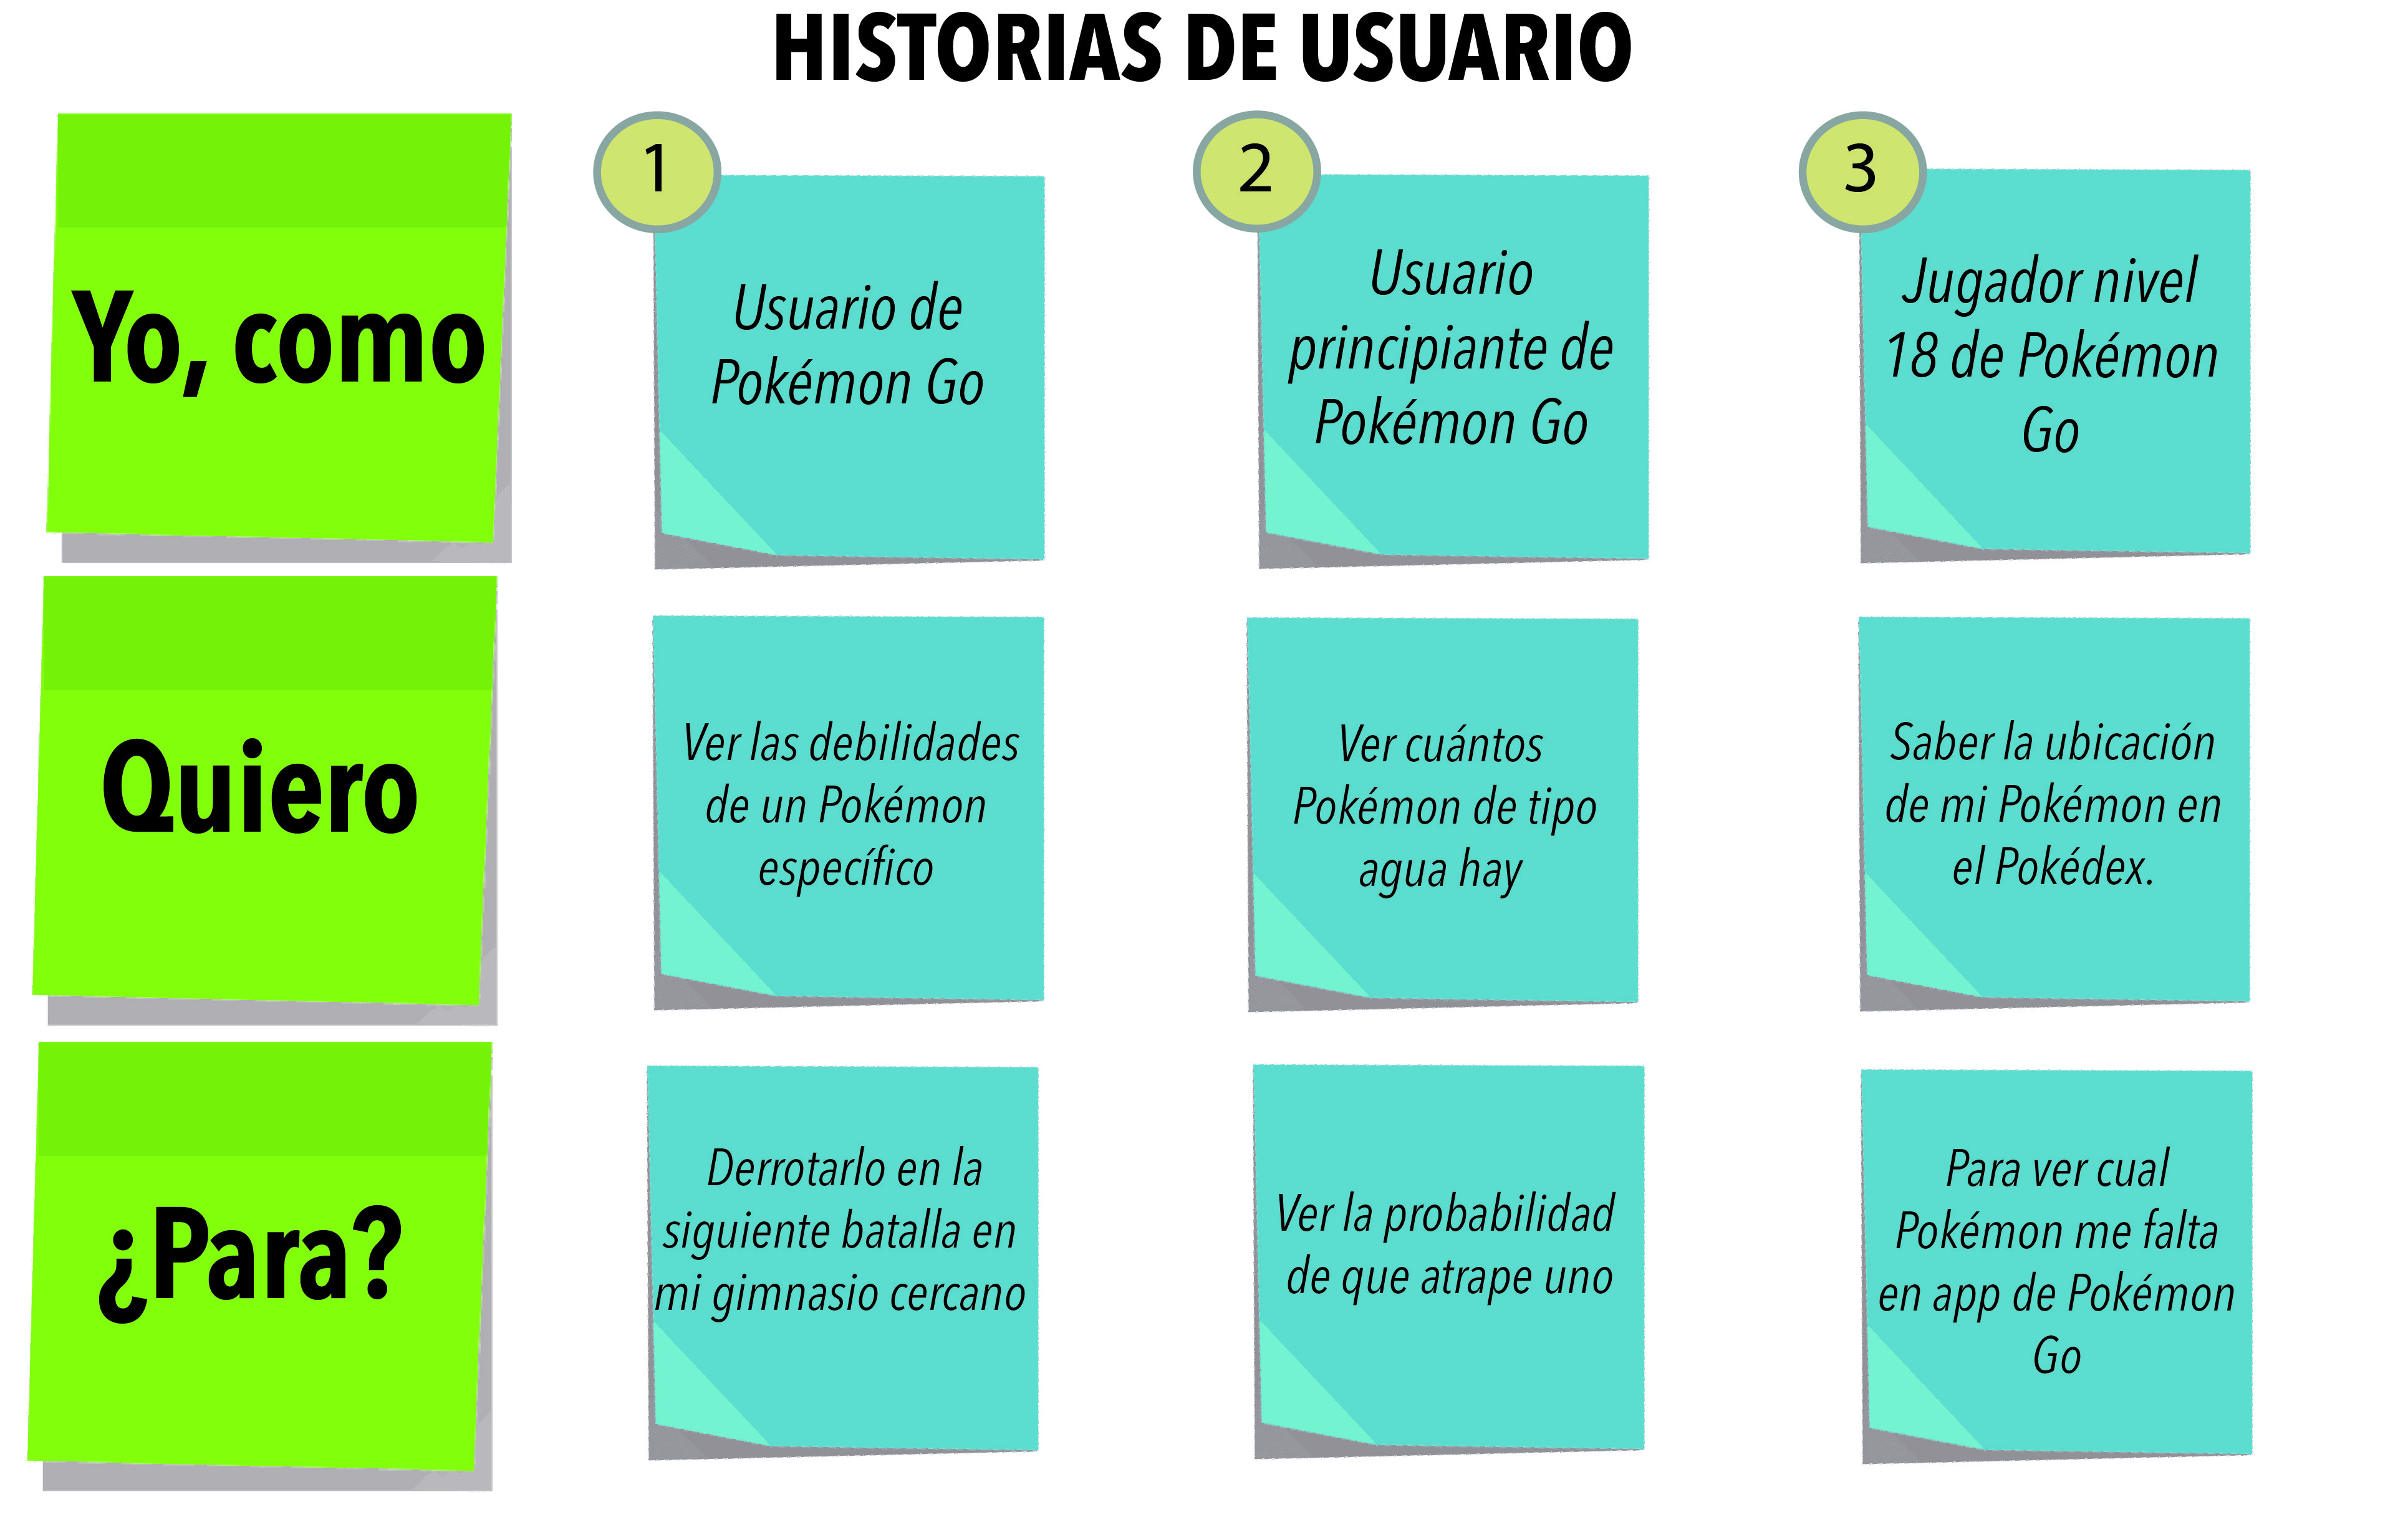 HISTORIAS DE USUARIO
Yo, como
1
Usuario de
Pokémon Go
2
Usuario
principiante de
Pokémon Go
3
Jugador nivel
18 de Pokémon
Go
Quiero
Ver las debilidades
de un Pokémon
específico
Ver cuántos
Pokémon de tipo
agua hay
Saber la ubicación
de mi Pokémon en
el Pokédex.
¿Para?
Derrotarlo en la
siguiente batalla en
mi gimnasio cercano
Ver la probabilidad
de que atrape uno
Para ver cual
Pokémon me falta
en app de Pokémon
Go